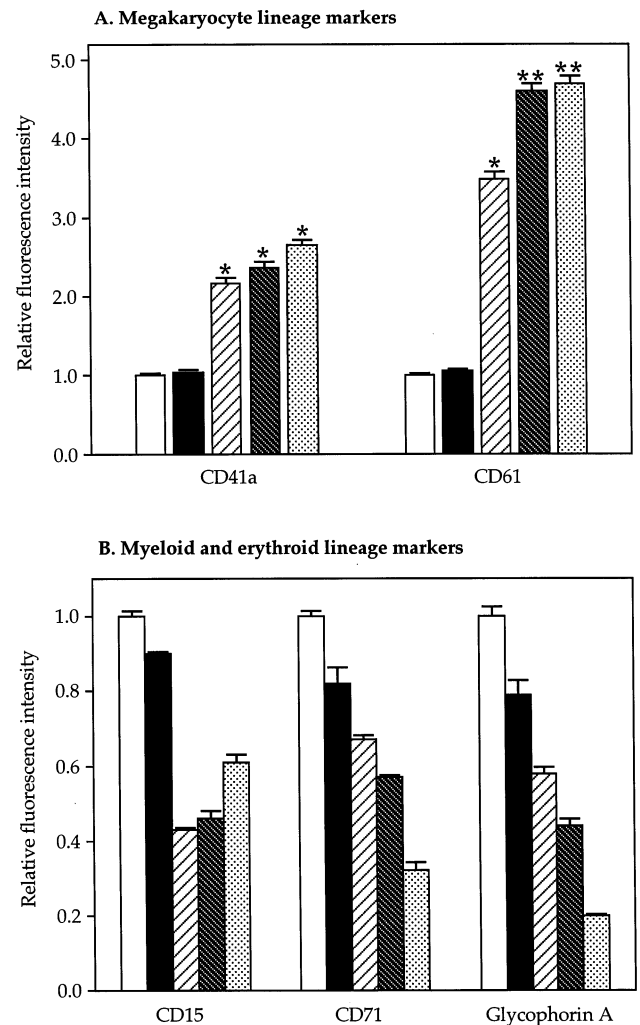 A. Megakaryocyte lineage markers
5.0
4.0
3.0
2.0
1.0
0.0
Relative fluorescence intensity
* * *
* ** **
CD41a
CD61
B. Myeloid and erythroid lineage markers
1.0
0.8
0.6
0.4
0.2
0.0
Relative fluorescence intensity
CD15
CD71
Glycophorin A